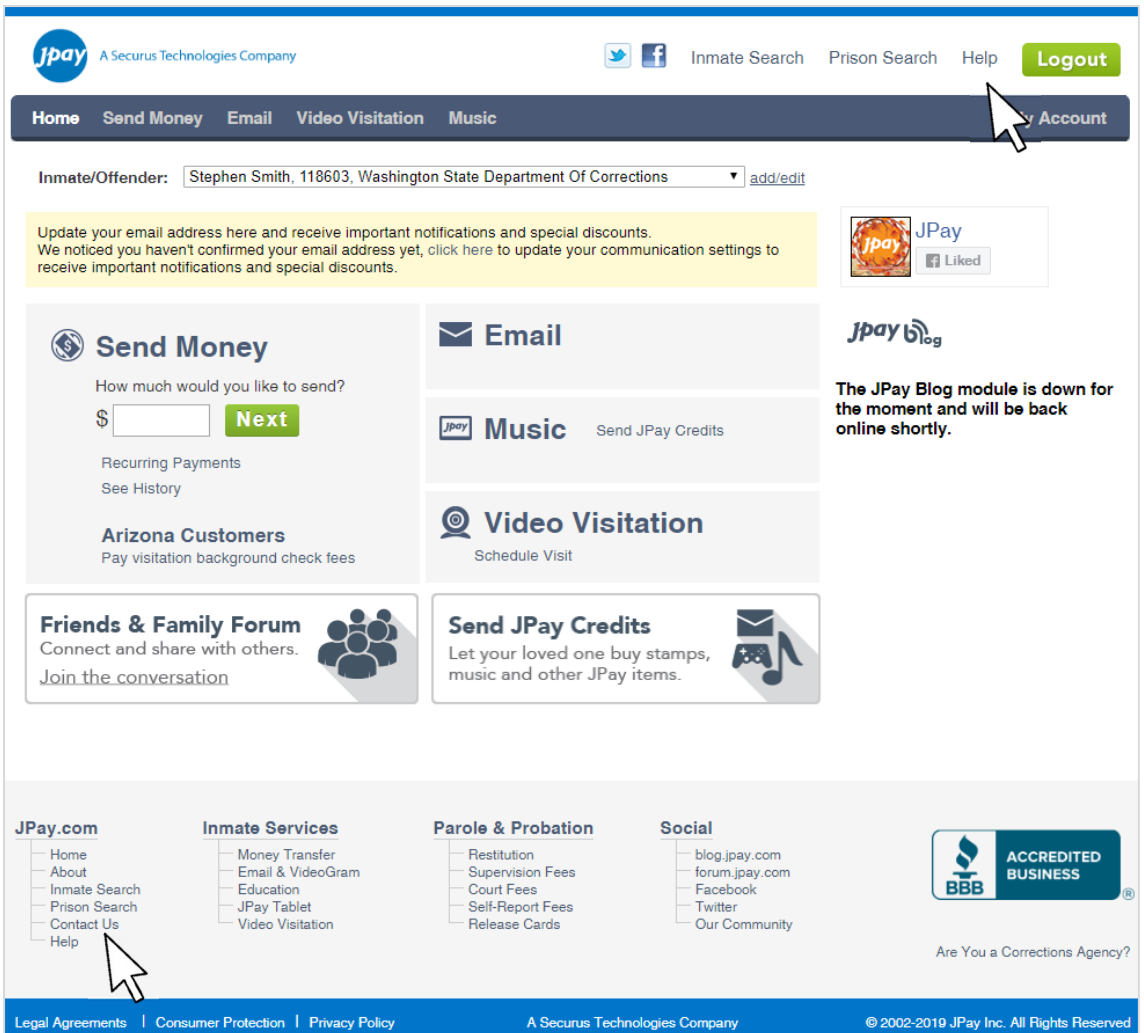 Jpay A Securus Technologies Company
Inmate Search Prison Search Help Logout
Home Send Money Email Video Visitation Music Account
Inmate/Offender: Stephen Smith, 118603, Washington State Department Of Corrections add/edit
Update your email address here and receive important notifications and special discounts.
We noticed you haven't confirmed your email address yet, click here to update your communication settings to
receive important notifications and special discounts.
Jpay
JPay
Liked
Send Money
How much would you like to send?
$ Next
Recurring Payments
See History
Arizona Customers
Pay visitation background check fees
Email
Jpay Music Send JPay Credits
Video Visitation
Schedule Visit
Jpay blog
The JPay Blog module is down for
the moment and will be back
online shortly.
Friends & Family Forum
Connect and share with others.
Join the conversation
Send JPay Credits
Let your loved one buy stamps,
music and other JPay items.
JPay.com
Home
About
Inmate Search
Prison Search
Contact Us
Help
Inmate Services
Money Transfer
Email & VideoGram
Education
JPay Tablet
Video Visitation
Parole & Probation
Restitution
Supervision Fees
Court Fees
Self-Report Fees
Release Cards
Social
blog.jpay.com
forum.jpay.com
Facebook
Twitter
Our Community
BBB
ACCREDITED
BUSINESS
®
Are You a Corrections Agency?
Legal Agreements | Consumer Protection | Privacy Policy
A Securus Technologies Company
© 2002-2019 JPay Inc. All Rights Reserved